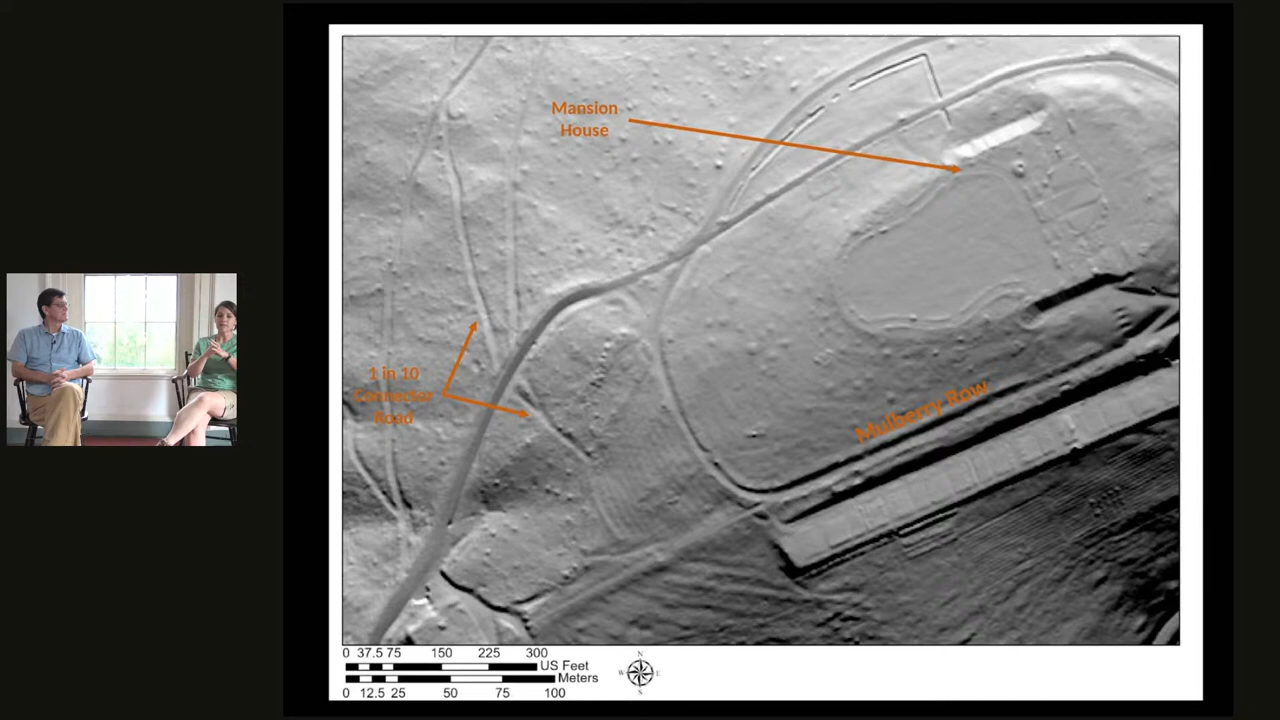 Mansion
House
1 in 10
Connector
Road
Mulberry Row
0 37.5 75 150 225 300
US Feet
Meters
0 12.5 25 50 75 100
N
W E
S